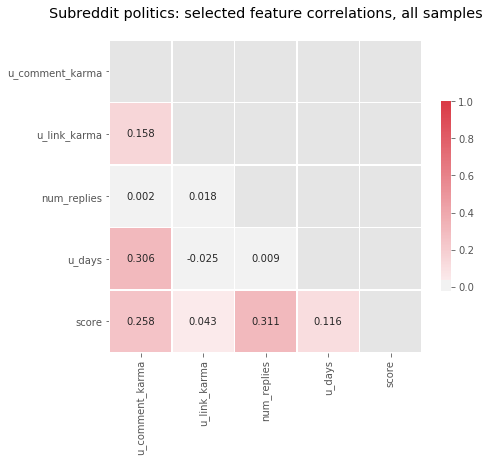 Subreddit politics: selected feature correlations, all samples
u_comment_karma
u_link_karma
0.158
num_replies
0.002 0.018
u_days
0.306 -0.025 0.009
score
0.258 0.043 0.311 0.116
u_comment_karma
u_link_karma
num_replies
u_days
score
1.0
0.8
0.6
0.4
0.2
0.0